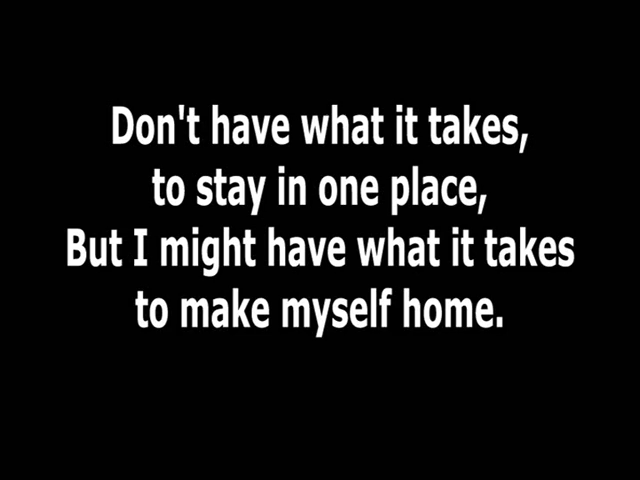 Don't have what it takes,
to stay in one place,
But I might have what it takes
to make myself home.